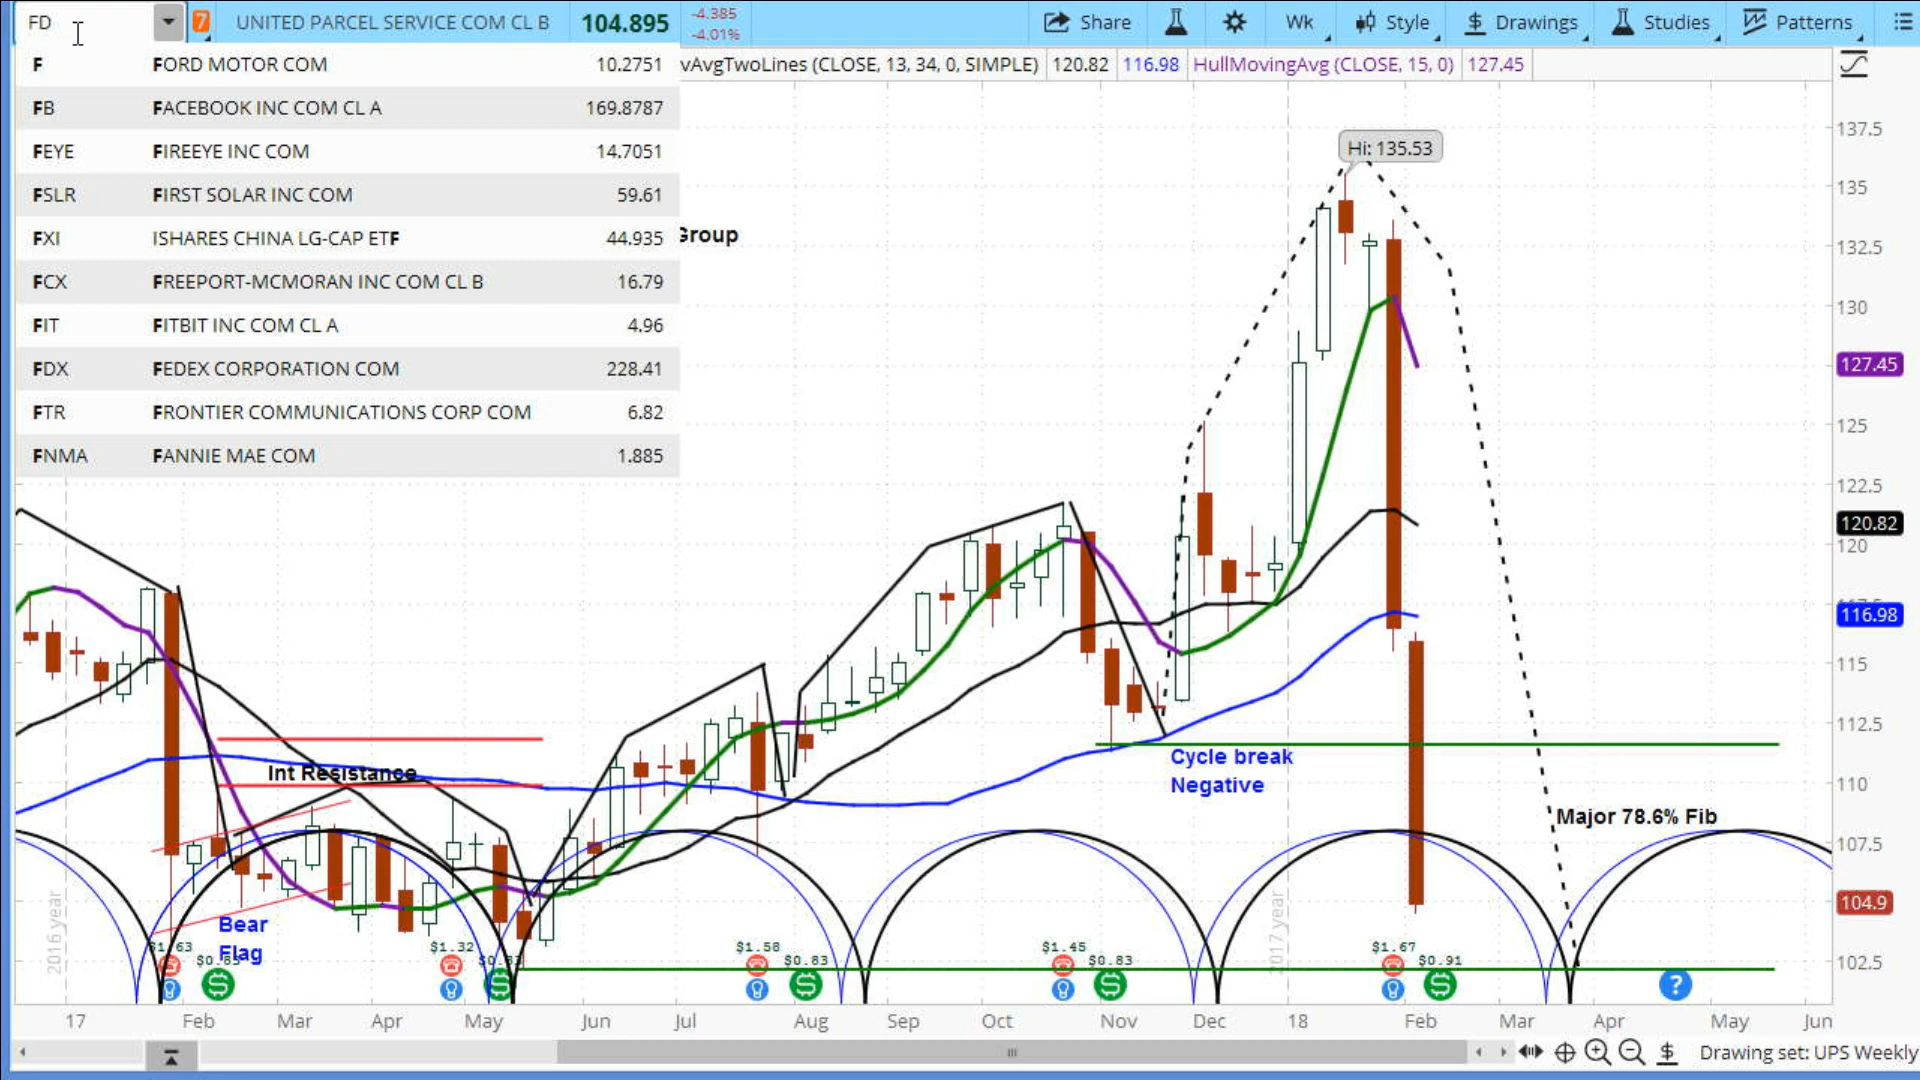 FD 7 UNITED PARCEL SERVICE COM CL B 104.895 -4.385 -4.01% Share Wk Style $ Drawings Studies Patterns
F FORD MOTOR COM 10.2751
vAvgTwoLines (CLOSE, 13, 34, 0, SIMPLE) 120.82 116.98 HullMovingAvg (CLOSE, 15, 0) 127.45
FB FACEBOOK INC COM CL A 169.8787
FEYE FIREEYE INC COM 14.7051
FSLR FIRST SOLAR INC COM 59.61
FXI ISHARES CHINA LG-CAP ETF 44.935
FCX FREEPORT-MCMORAN INC COM CL B 16.79
FIT FITBIT INC COM CL A 4.96
FDX FEDEX CORPORATION COM 228.41
FTR FRONTIER COMMUNICATIONS CORP COM 6.82
FNMA FANNIE MAE COM 1.885
Group
Hi: 135.53
137.5
135
132.5
130
127.45
125
122.5
120.82
120
116.98
115
112.5
110
107.5
104.9
102.5
Int Resistance
Cycle break
Negative
Major 78.6% Fib
Bear
Flag
2016 year
2017 year
$1.63 $1.32 $1.58 $1.45 $1.67
$0.83 $0.83 $0.91
$ $ $ $ $ ?
17 Feb Mar Apr May Jun Jul Aug Sep Oct Nov Dec 18 Feb Mar Apr May Jun
$ Drawing set: UPS Weekly